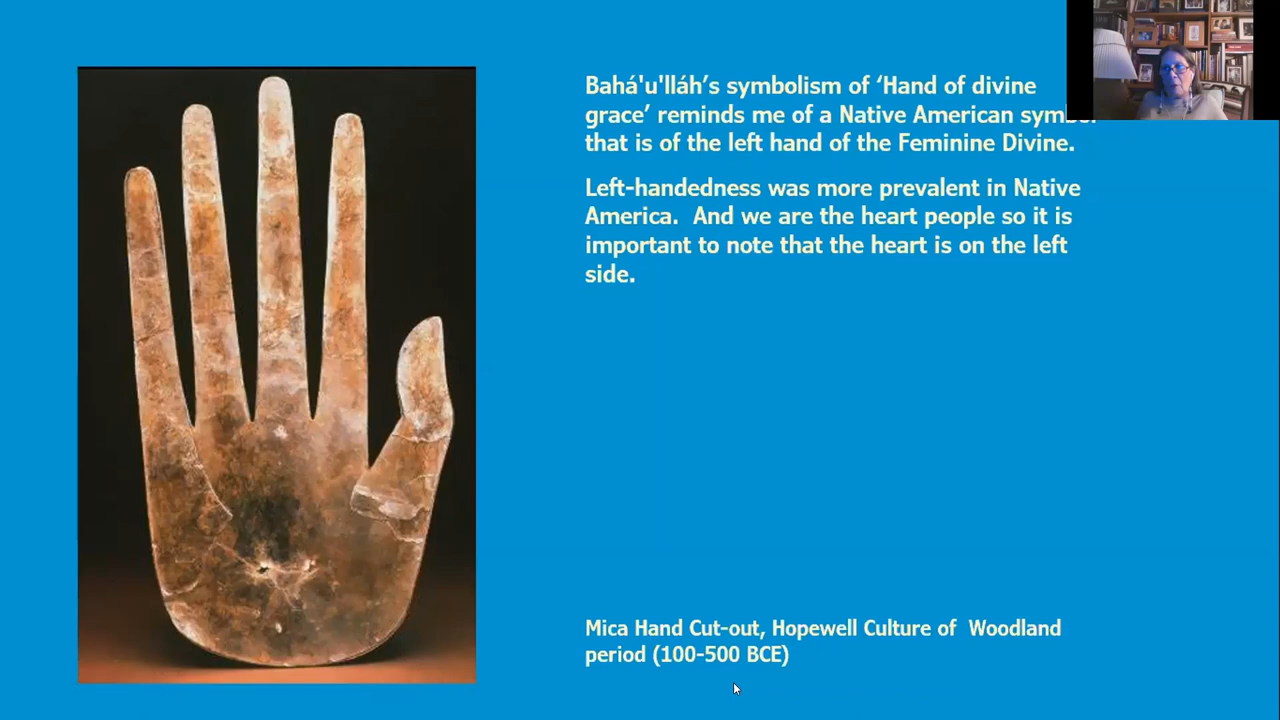 Bahá'u'lláh’s symbolism of ‘Hand of divine
grace’ reminds me of a Native American
that is of the left hand of the Feminine Divine.
Left-handedness was more prevalent in Native
America.  And we are the heart people so it is
important to note that the heart is on the left
side.
Mica Hand Cut-out, Hopewell Culture of  Woodland
period (100-500 BCE)